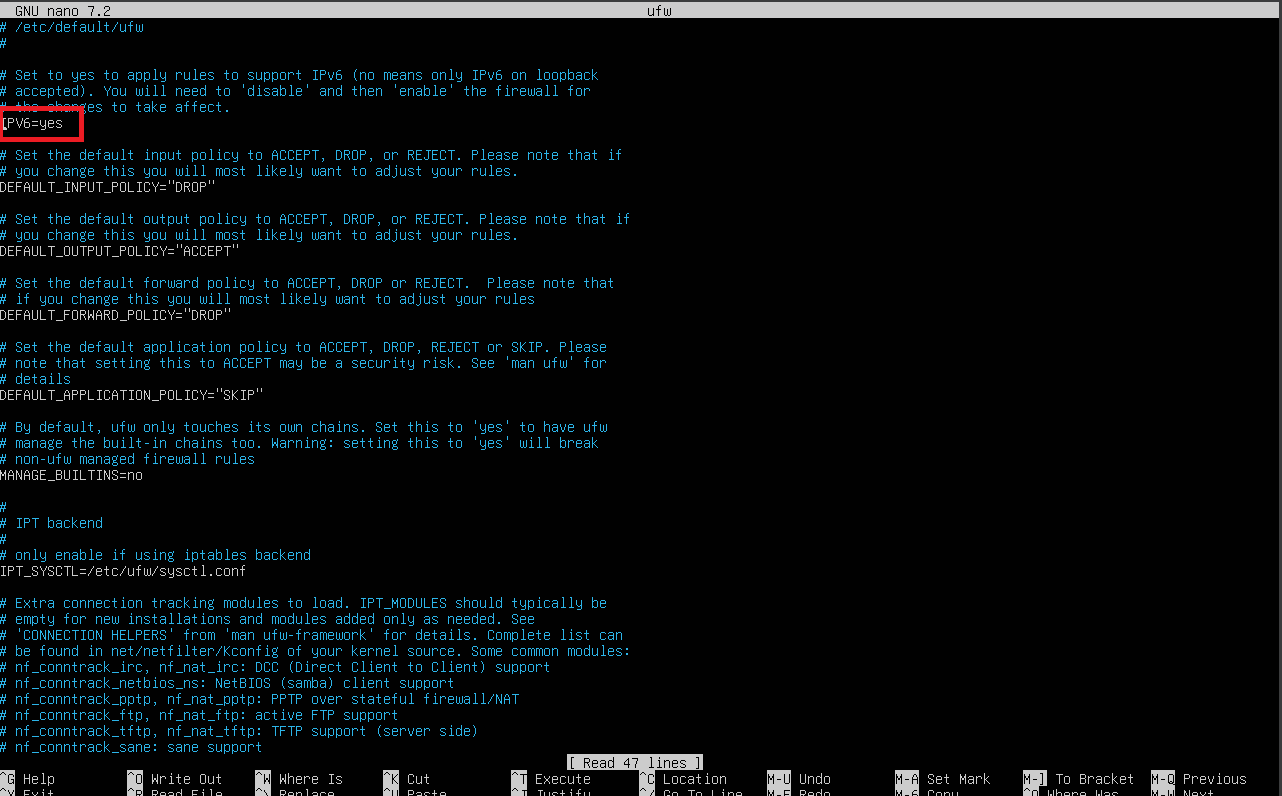 GNU nano 7.2 ufw
# /etc/default/ufw
#
# Set to yes to apply rules to support IPv6 (no means only IPv6 on loopback
# accepted). You will need to 'disable' and then 'enable' the firewall for
# the changes to take affect.
IPV6=yes
# Set the default input policy to ACCEPT, DROP, or REJECT. Please note that if
# you change this you will most likely want to adjust your rules.
DEFAULT_INPUT_POLICY="DROP"
# Set the default output policy to ACCEPT, DROP, or REJECT. Please note that if
# you change this you will most likely want to adjust your rules.
DEFAULT_OUTPUT_POLICY="ACCEPT"
# Set the default forward policy to ACCEPT, DROP or REJECT.  Please note that
# if you change this you will most likely want to adjust your rules
DEFAULT_FORWARD_POLICY="DROP"
# Set the default application policy to ACCEPT, DROP, REJECT or SKIP. Please
# note that setting this to ACCEPT may be a security risk. See 'man ufw' for
# details
DEFAULT_APPLICATION_POLICY="SKIP"
# By default, ufw only touches its own chains. Set this to 'yes' to have ufw
# manage the built-in chains too. Warning: setting this to 'yes' will break
# non-ufw managed firewall rules
MANAGE_BUILTINS=no
#
# IPT backend
#
# only enable if using iptables backend
IPT_SYSCTL=/etc/ufw/sysctl.conf
# Extra connection tracking modules to load. IPT_MODULES should typically be
# empty for new installations and modules added only as needed. See
# 'CONNECTION HELPERS' from 'man ufw-framework' for details. Complete list can
# be found in net/netfilter/Kconfig of your kernel source. Some common modules:
# nf_conntrack_irc, nf_nat_irc: DCC (Direct Client to Client) support
# nf_conntrack_netbios_ns: NetBIOS (samba) client support
# nf_conntrack_pptp, nf_nat_pptp: PPTP over stateful firewall/NAT
# nf_conntrack_ftp, nf_nat_ftp: active FTP support
# nf_conntrack_tftp, nf_nat_tftp: TFTP support (server side)
# nf_conntrack_sane: sane support
[ Read 47 lines ]
^G Help ^O Write Out ^W Where Is ^K Cut ^T Execute ^C Location M-U Undo M-A Set Mark M-] To Bracket M-Q Previous
^X Exit ^R Read File ^\ Replace ^U Paste ^J Justify ^/ Go To Line M-E Redo M-6 Copy ^Q Where Was M-W Next